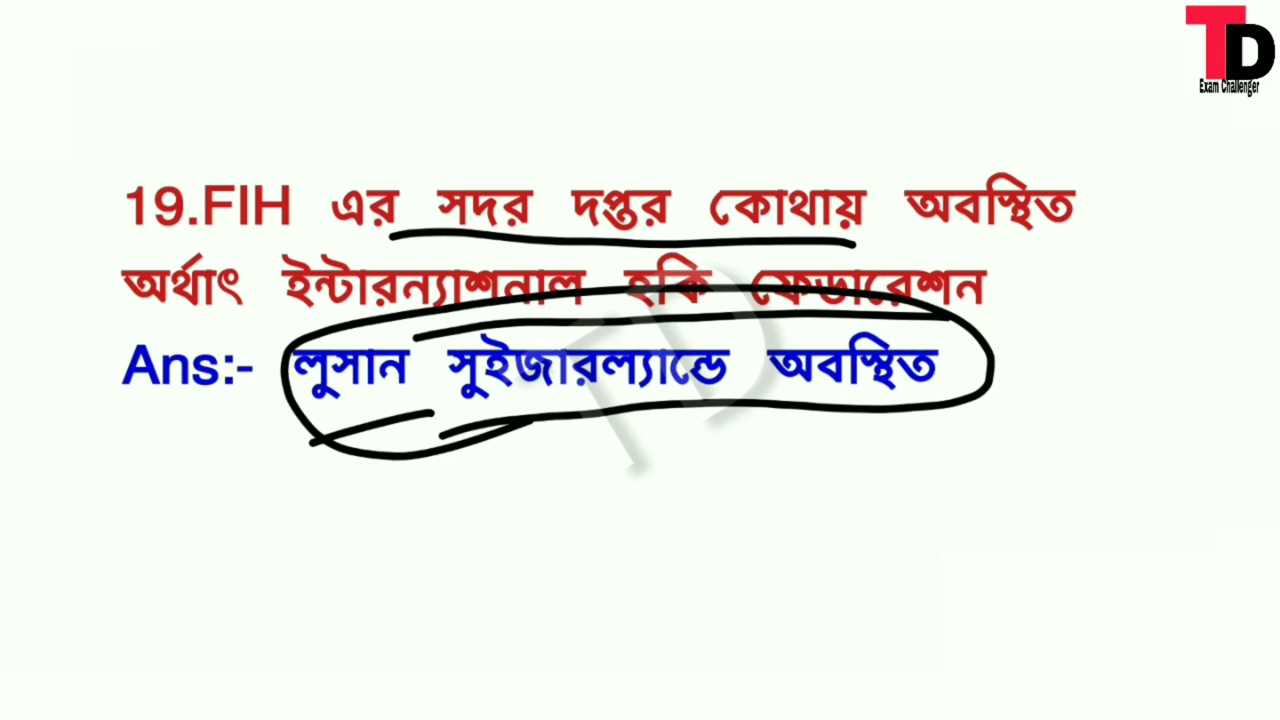 TD
Exam Challenger
19.FIH এর সদর দপ্তর কোথায় অবস্থিত
অর্থাৎ ইন্টারন্যাশনাল হকি ফেডারেশন
Ans:- লুসান সুইজারল্যান্ডে অবস্থিত
TD